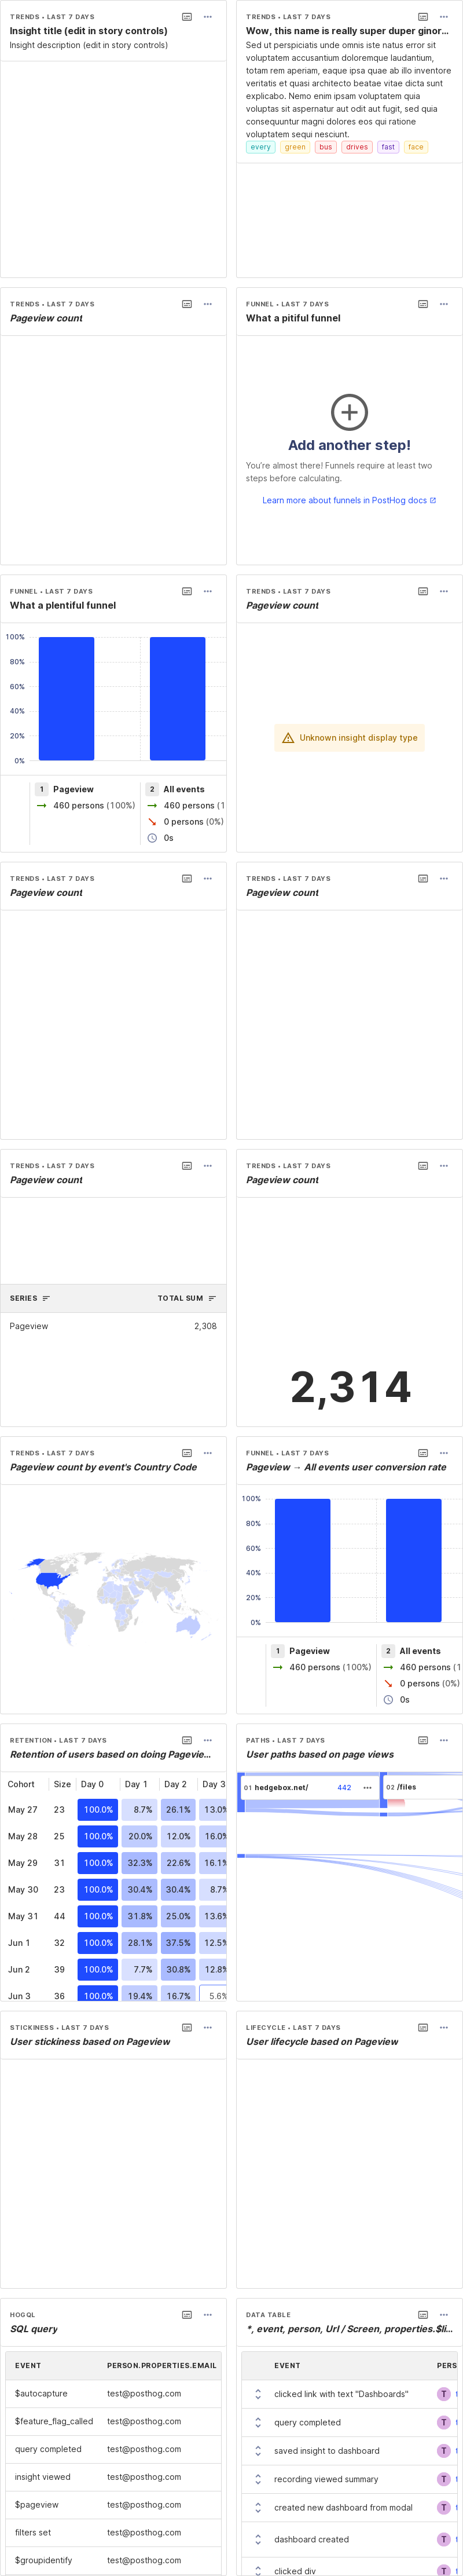 TRENDS • LAST 7 DAYS
Insight title (edit in story controls)
Insight description (edit in story controls)
TRENDS • LAST 7 DAYS
Wow, this name is really super duper ginor…
Sed ut perspiciatis unde omnis iste natus error sit
voluptatem accusantium doloremque laudantium,
totam rem aperiam, eaque ipsa quae ab illo inventore
veritatis et quasi architecto beatae vitae dicta sunt
explicabo. Nemo enim ipsam voluptatem quia
voluptas sit aspernatur aut odit aut fugit, sed quia
consequuntur magni dolores eos qui ratione
voluptatem sequi nesciunt.
every green bus drives fast face
TRENDS • LAST 7 DAYS
Pageview count
FUNNEL • LAST 7 DAYS
What a pitiful funnel
Add another step!
You're almost there! Funnels require at least two
steps before calculating.
Learn more about funnels in PostHog docs
FUNNEL • LAST 7 DAYS
What a plentiful funnel
100%
80%
60%
40%
20%
0%
1 Pageview
460 persons (100%)
2 All events
460 persons (1
0 persons (0%)
0s
TRENDS • LAST 7 DAYS
Pageview count
Unknown insight display type
TRENDS • LAST 7 DAYS
Pageview count
TRENDS • LAST 7 DAYS
Pageview count
TRENDS • LAST 7 DAYS
Pageview count
SERIES TOTAL SUM
Pageview 2,308
TRENDS • LAST 7 DAYS
Pageview count
2,314
TRENDS • LAST 7 DAYS
Pageview count by event's Country Code
FUNNEL • LAST 7 DAYS
Pageview → All events user conversion rate
100%
80%
60%
40%
20%
0%
1 Pageview
460 persons (100%)
2 All events
460 persons (1
0 persons (0%)
0s
RETENTION • LAST 7 DAYS
Retention of users based on doing Pagevie…
Cohort Size Day 0 Day 1 Day 2 Day 3
May 27 23 100.0% 8.7% 26.1% 13.0%
May 28 25 100.0% 20.0% 12.0% 16.0%
May 29 31 100.0% 32.3% 22.6% 16.1%
May 30 23 100.0% 30.4% 30.4% 8.7%
May 31 44 100.0% 31.8% 25.0% 13.6%
Jun 1 32 100.0% 28.1% 37.5% 12.5%
Jun 2 39 100.0% 7.7% 30.8% 12.8%
Jun 3 36 100.0% 19.4% 16.7% 5.6%
PATHS • LAST 7 DAYS
User paths based on page views
01 hedgebox.net/ 442
02 /files
STICKINESS • LAST 7 DAYS
User stickiness based on Pageview
LIFECYCLE • LAST 7 DAYS
User lifecycle based on Pageview
HOGQL
SQL query
EVENT PERSON.PROPERTIES.EMAIL
$autocapture test@posthog.com
$feature_flag_called test@posthog.com
query completed test@posthog.com
insight viewed test@posthog.com
$pageview test@posthog.com
filters set test@posthog.com
$groupidentify test@posthog.com
DATA TABLE
*, event, person, Url / Screen, properties.$li…
EVENT PERS
clicked link with text "Dashboards" T t
query completed T t
saved insight to dashboard T t
recording viewed summary T t
created new dashboard from modal T t
dashboard created T t
clicked div T t